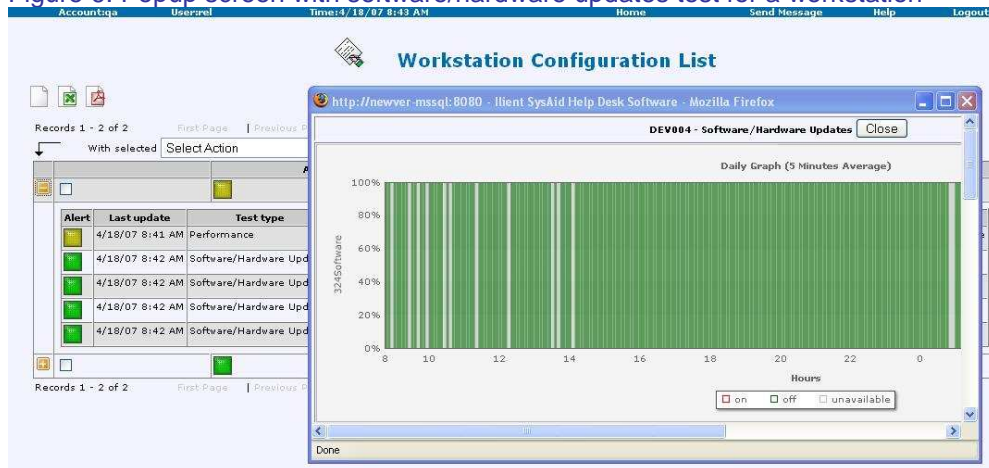 Figure 6: Popup screen with software/hardware updates test for a workstation
Account:qa User:rel Time:4/18/07 8:43 AM Home Send Message Help Logout
Workstation Configuration List
Records 1 - 2 of 2 First Page | Previous P
With selected Select Action
A
Alert Last update Test type
4/18/07 8:41 AM Performance
4/18/07 8:42 AM Software/Hardware Upd
4/18/07 8:42 AM Software/Hardware Upd
4/18/07 8:42 AM Software/Hardware Upd
4/18/07 8:42 AM Software/Hardware Upd
Records 1 - 2 of 2 First Page | Previous P
http://newver-mssql:8080 - Ilient SysAid Help Desk Software - Mozilla Firefox
DEV004 - Software/Hardware Updates Close
Daily Graph (5 Minutes Average)
324Software
100%
80%
60%
40%
20%
0%
8 10 12 14 16 18 20 22 0
Hours
on off unavailable
Done